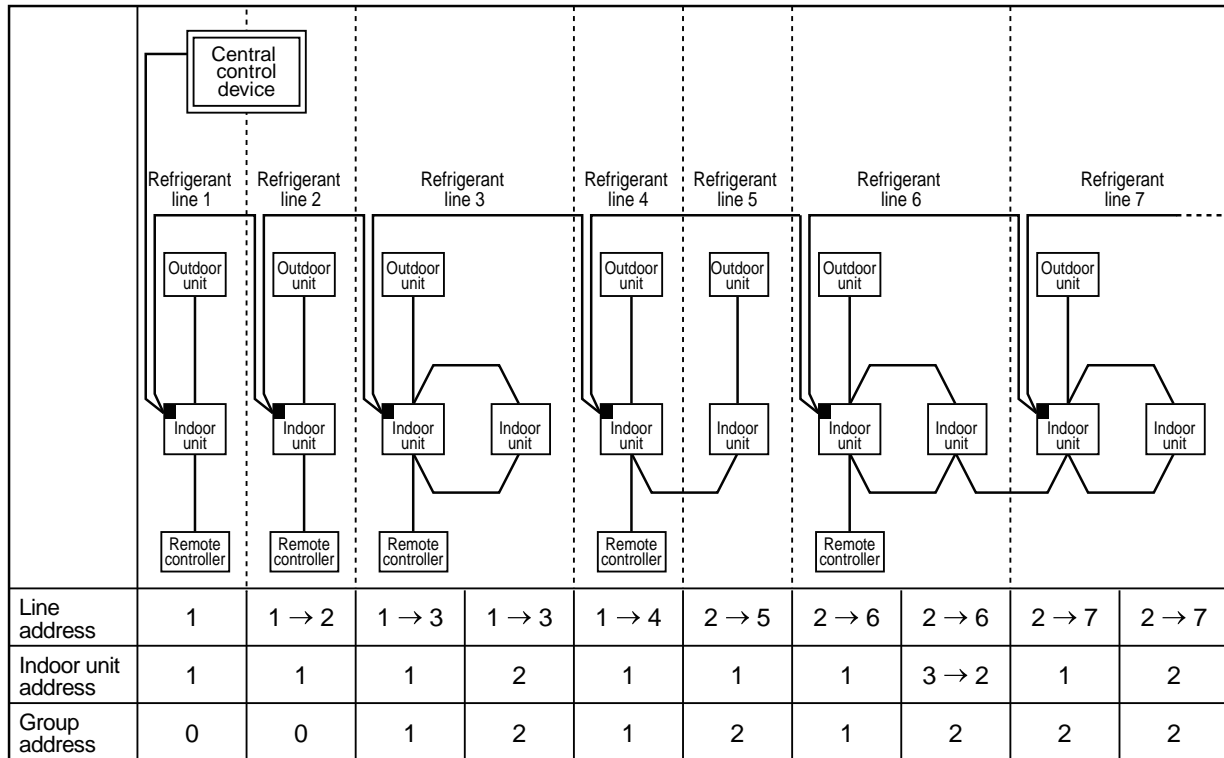 Central
control
device
Refrigerant
line 1
Refrigerant
line 2
Refrigerant
line 3
Refrigerant
line 4
Refrigerant
line 5
Refrigerant
line 6
Refrigerant
line 7
Outdoor
unit
Outdoor
unit
Outdoor
unit
Outdoor
unit
Outdoor
unit
Outdoor
unit
Outdoor
unit
Indoor
unit
Indoor
unit
Indoor
unit
Indoor
unit
Indoor
unit
Indoor
unit
Indoor
unit
Indoor
unit
Indoor
unit
Indoor
unit
Remote
controller
Remote
controller
Remote
controller
Remote
controller
Remote
controller
Line
address
1 1 → 2 1 → 3 1 → 3 1 → 4 2 → 5 2 → 6 2 → 6 2 → 7 2 → 7
Indoor unit
address
1 1 1 2 1 1 1 3 → 2 1 2
Group
address
0 0 1 2 1 2 1 2 2 2